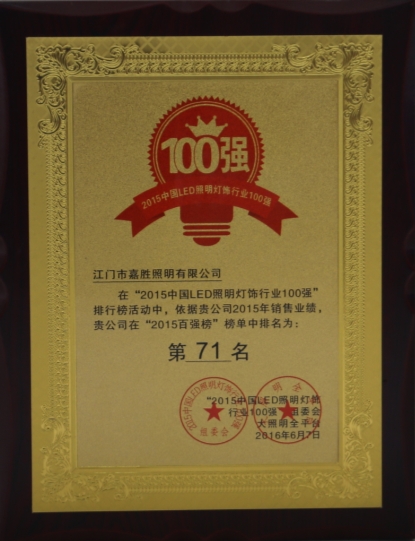 100强
2015中国LED照明灯饰行业100强
江门市嘉胜照明有限公司
在“2015中国LED照明灯饰行业100强”
排行榜活动中，依据贵公司2015年销售业绩，
贵公司在“2015百强榜”榜单中排名为：
第 71 名
“2015中国LED照明灯饰
行业100强”组委会
大照明全平台
2016年6月7日
组委会